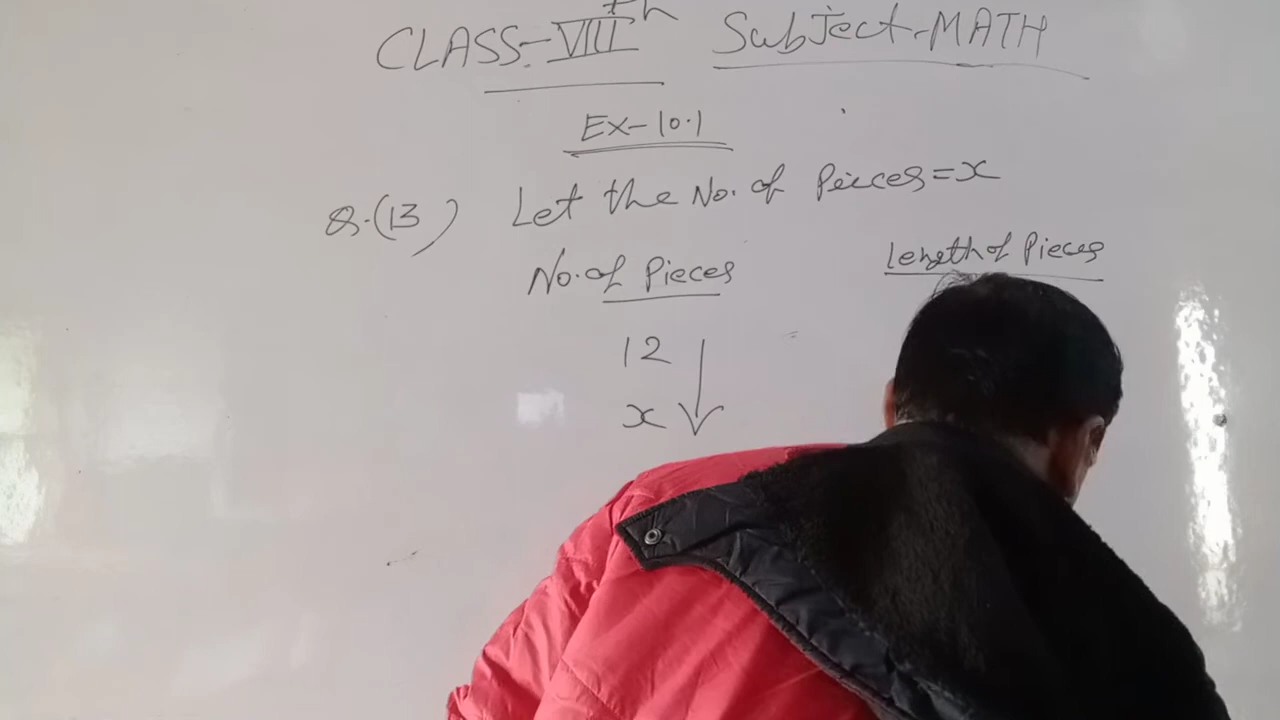 CLASS-VIIIth Subject-MATH
Ex-10.1
Q.(13) Let the No. of Pieces=x
No. of Pieces length of Pieces
12
x